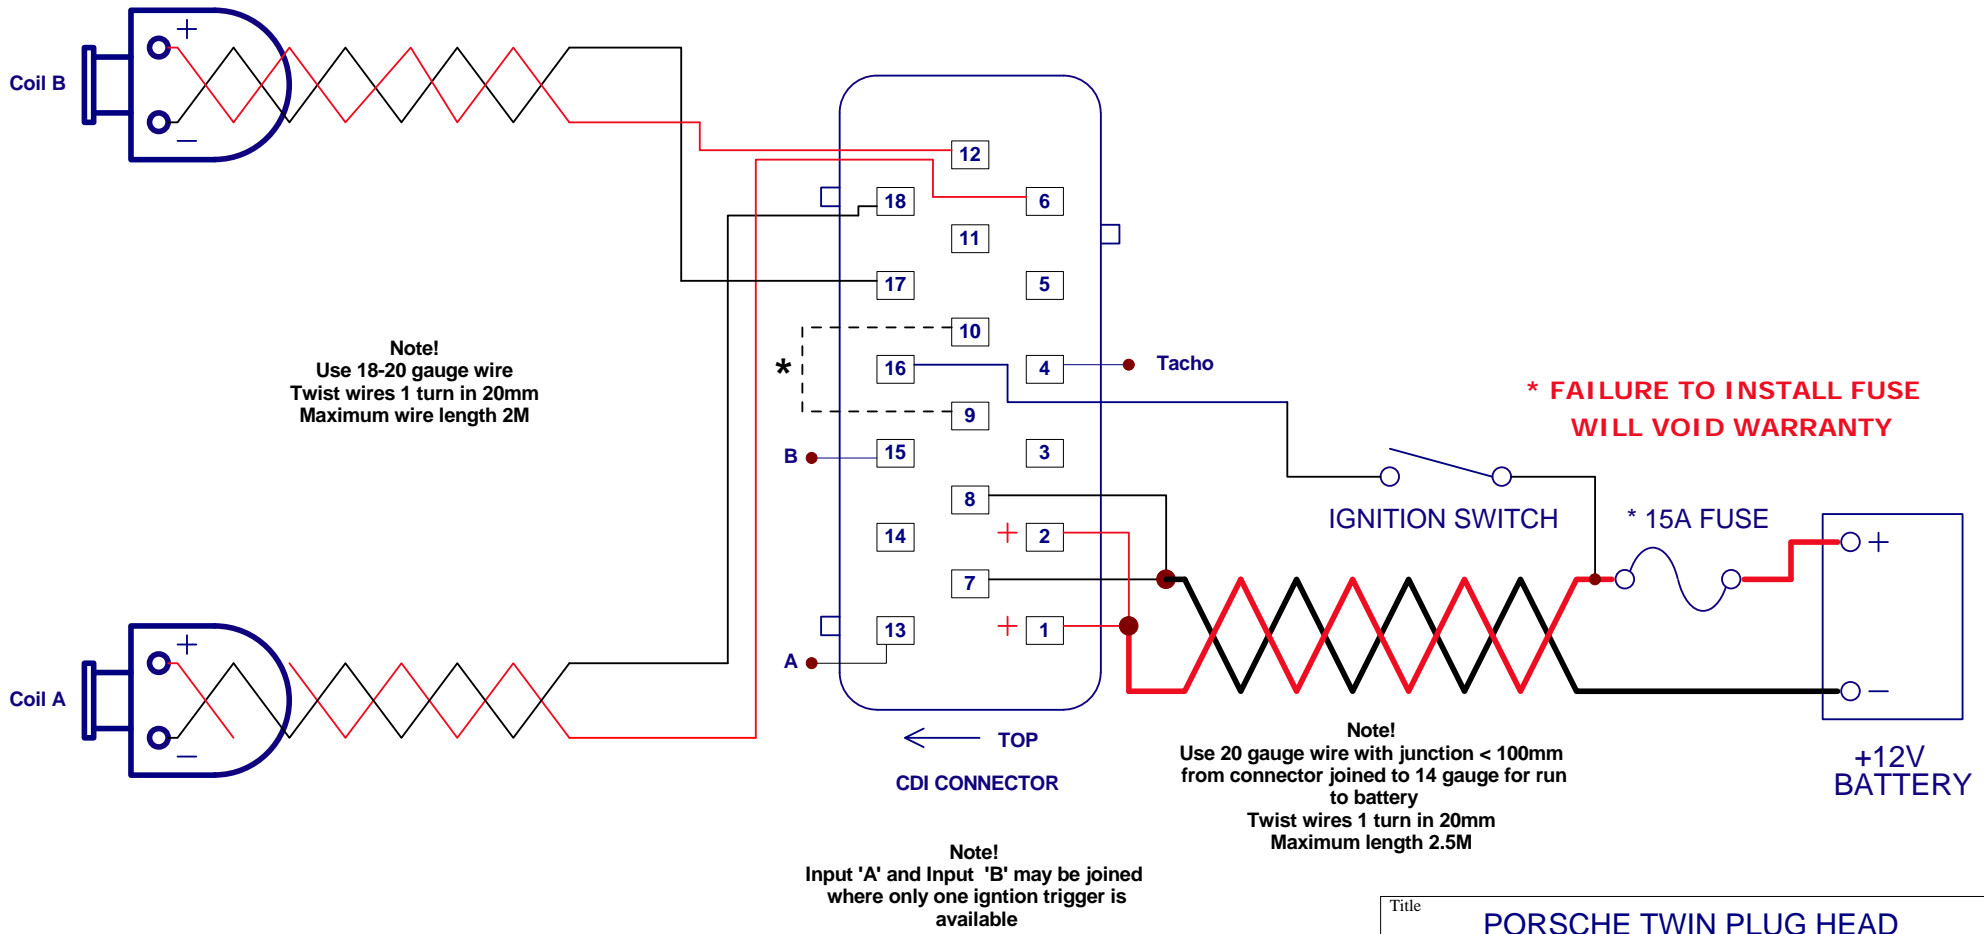 Coil B
+
−
12
18
6
11
17
5
10
*
16
4
Tacho
9
B
15
3
8
+ 2
14
7
13
+ 1
A
Note!
Use 18-20 gauge wire
Twist wires 1 turn in 20mm
Maximum wire length 2M
* FAILURE TO INSTALL FUSE
WILL VOID WARRANTY
IGNITION SWITCH
* 15A FUSE
+
−
+12V
BATTERY
Coil A
+
−
TOP
CDI CONNECTOR
Note!
Use 20 gauge wire with junction < 100mm
from connector joined to 14 gauge for run
to battery
Twist wires 1 turn in 20mm
Maximum length 2.5M
Note!
Input 'A' and Input 'B' may be joined
where only one igntion trigger is
available
Title
PORSCHE TWIN PLUG HEAD